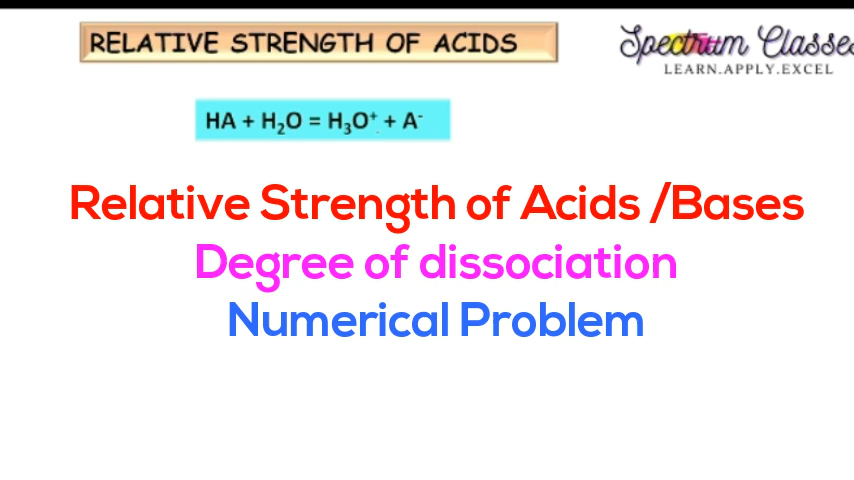 RELATIVE STRENGTH OF ACIDS
Spectrum Classes
LEARN.APPLY.EXCEL
HA + H₂O = H₃O⁺ + A⁻
Relative Strength of Acids /Bases
Degree of dissociation
Numerical Problem